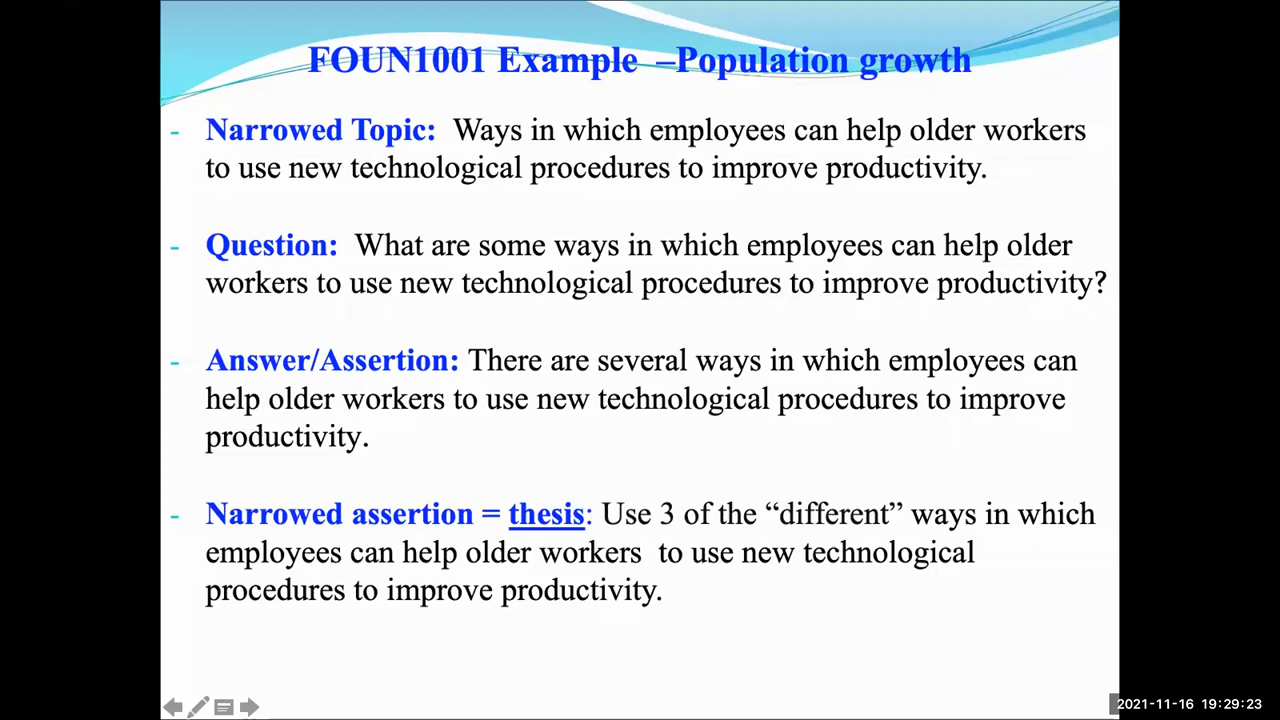 FOUN1001 Example –Population growth
- Narrowed Topic: Ways in which employees can help older workers
to use new technological procedures to improve productivity.
- Question: What are some ways in which employees can help older
workers to use new technological procedures to improve productivity?
- Answer/Assertion: There are several ways in which employees can
help older workers to use new technological procedures to improve
productivity.
- Narrowed assertion = thesis: Use 3 of the “different” ways in which
employees can help older workers to use new technological
procedures to improve productivity.
2021-11-16 19:29:23